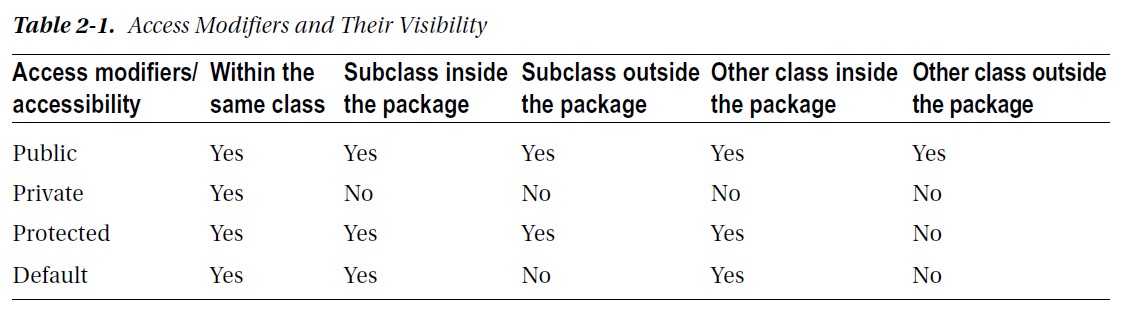 Table 2-1. Access Modifiers and Their Visibility
Access modifiers/ Within the Subclass inside Subclass outside Other class inside Other class outside
accessibility same class the package the package the package the package
Public Yes Yes Yes Yes Yes
Private Yes No No No No
Protected Yes Yes Yes Yes No
Default Yes Yes No Yes No